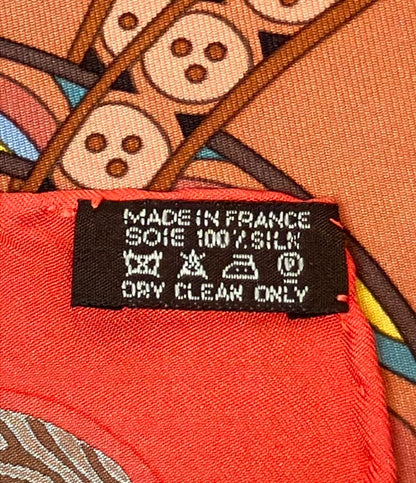 MADE IN FRANCE
SOIE 100% SILK
DRY CLEAN ONLY